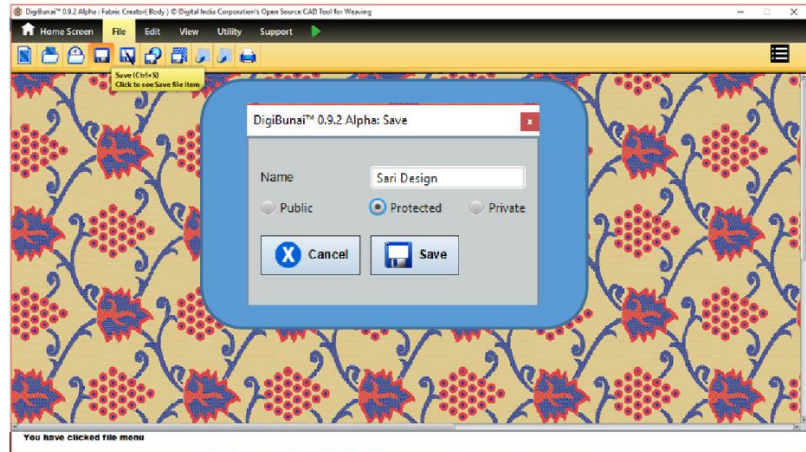 DigiBunai™ 0.9.2 Alpha : Fabric Creator( Body ) © Digital India Corporation's Open Source CAD Tool for Weaving
Home Screen File Edit View Utility Support
Save (Ctrl+S)
Click to see Save file item
DigiBunai™ 0.9.2 Alpha: Save
Name Sari Design
Public Protected Private
Cancel Save
You have clicked file menu